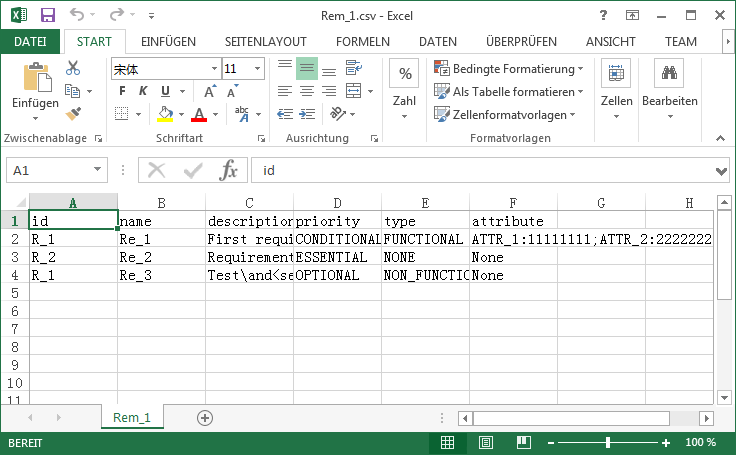 Rem_1.csv - Excel
DATEI START EINFÜGEN SEITENLAYOUT FORMELN DATEN ÜBERPRÜFEN ANSICHT TEAM
宋体 11
Einfügen
F K U
A A
abc
%
Zahl
Bedingte Formatierung
Als Tabelle formatieren
Zellenformatvorlagen
Zellen
Bearbeiten
Zwischenablage Schriftart Ausrichtung Formatvorlagen
A1 id
A B C D E F G H
1 id name description priority type attribute
2 R_1 Re_1 First requi CONDITIONAL FUNCTIONAL ATTR_1:11111111;ATTR_2:2222222
3 R_2 Re_2 Requirement ESSENTIAL NONE None
4 R_1 Re_3 Test\and<se OPTIONAL NON_FUNCTIO None
5
6
7
8
9
10
11
Rem_1
BEREIT 100 %